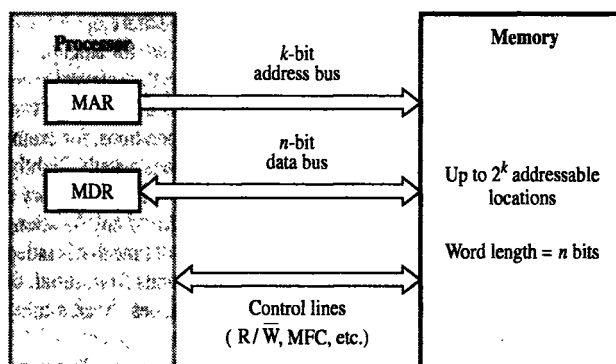 Processor
MAR
MDR
k-bit
address bus
n-bit
data bus
Control lines
( R / W̅, MFC, etc.)
Memory
Up to 2^k addressable
locations
Word length = n bits